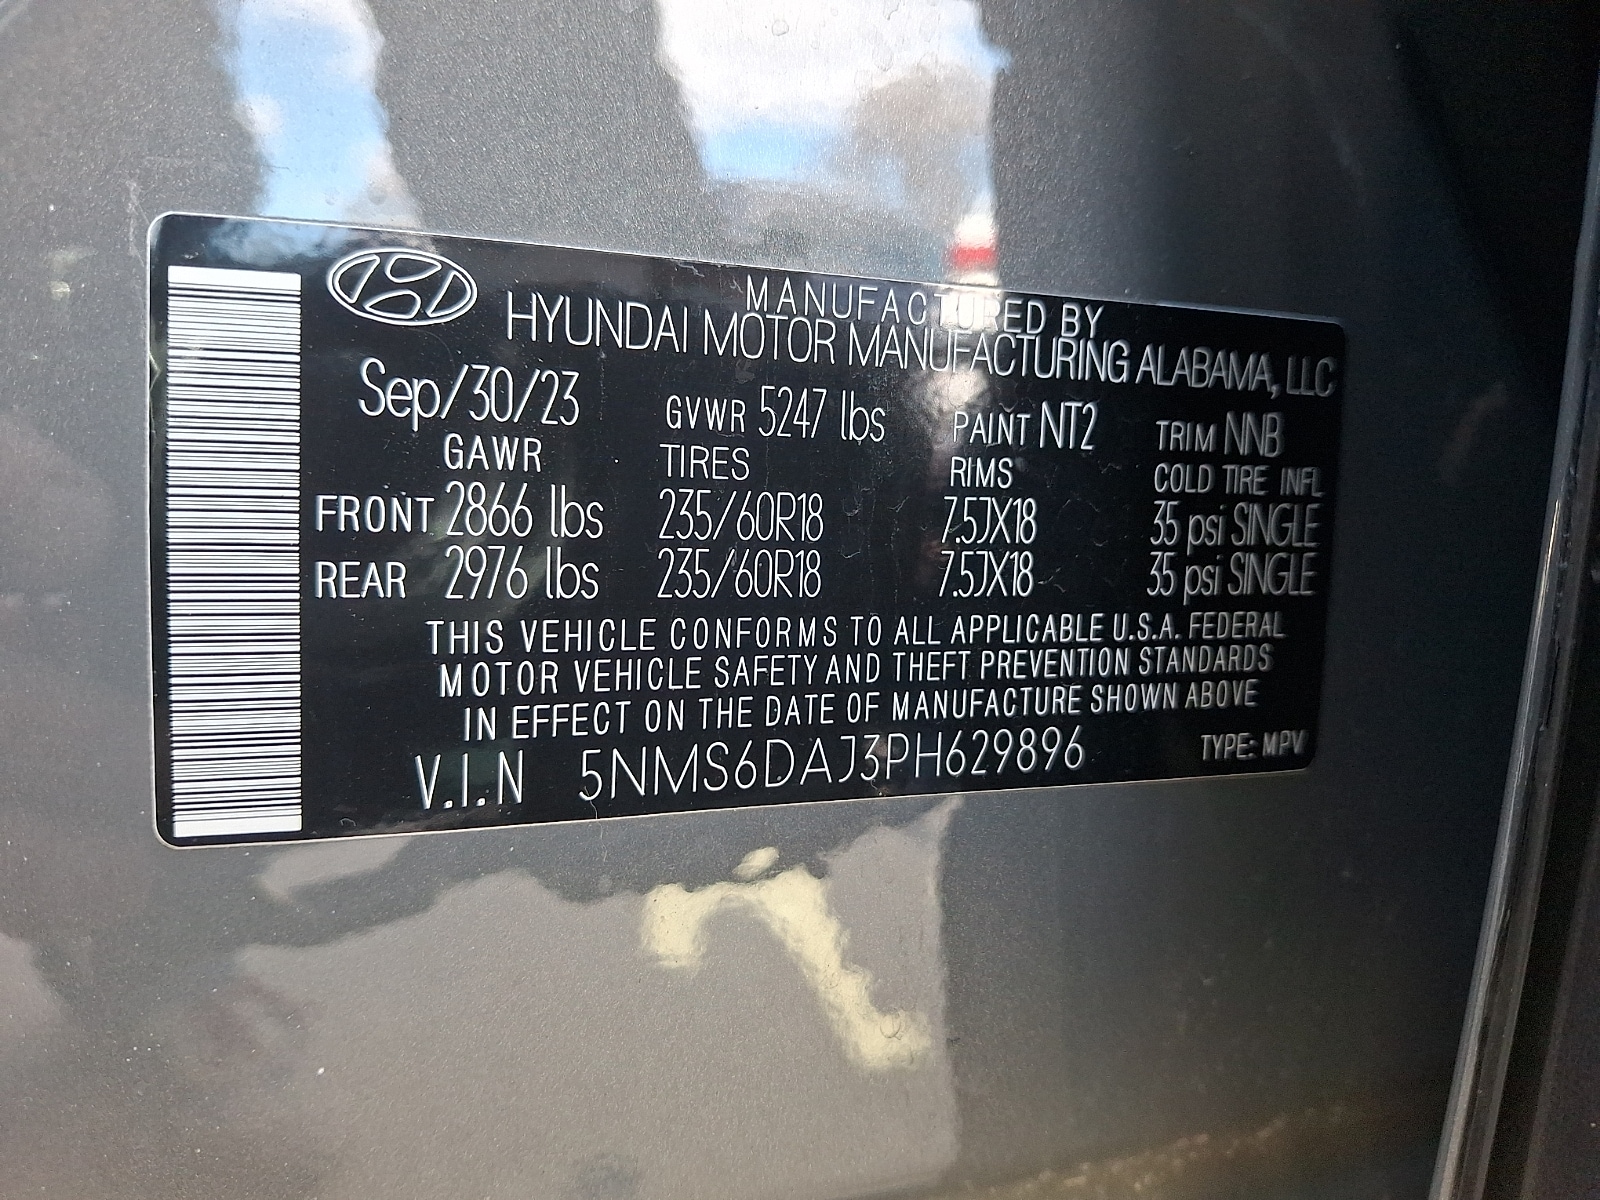 MANUFACTURED BY
HYUNDAI MOTOR MANUFACTURING ALABAMA, LLC
Sep/30/23 GVWR 5247 lbs PAINT NT2 TRIM NNB
GAWR TIRES RIMS COLD TIRE INFL
FRONT 2866 lbs 235/60R18 7.5JX18 35 psi SINGLE
REAR 2976 lbs 235/60R18 7.5JX18 35 psi SINGLE
THIS VEHICLE CONFORMS TO ALL APPLICABLE U.S.A. FEDERAL
MOTOR VEHICLE SAFETY AND THEFT PREVENTION STANDARDS
IN EFFECT ON THE DATE OF MANUFACTURE SHOWN ABOVE
V.I.N 5NMS6DAJ3PH629896 TYPE: MPV